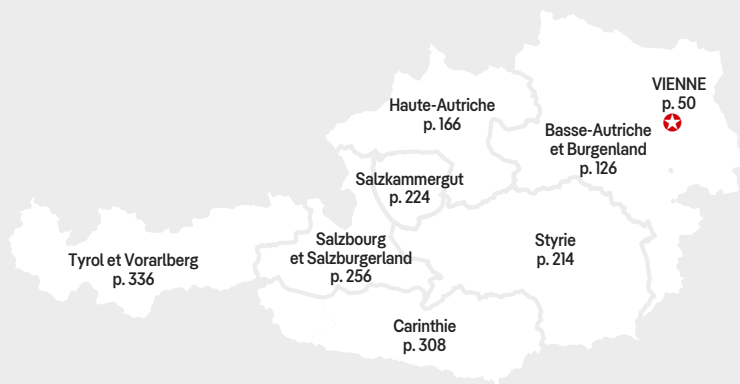 VIENNE
p. 50
Haute-Autriche
p. 166
Basse-Autriche
et Burgenland
p. 126
Salzkammergut
p. 224
Salzbourg
et Salzburgerland
p. 256
Styrie
p. 214
Tyrol et Vorarlberg
p. 336
Carinthie
p. 308